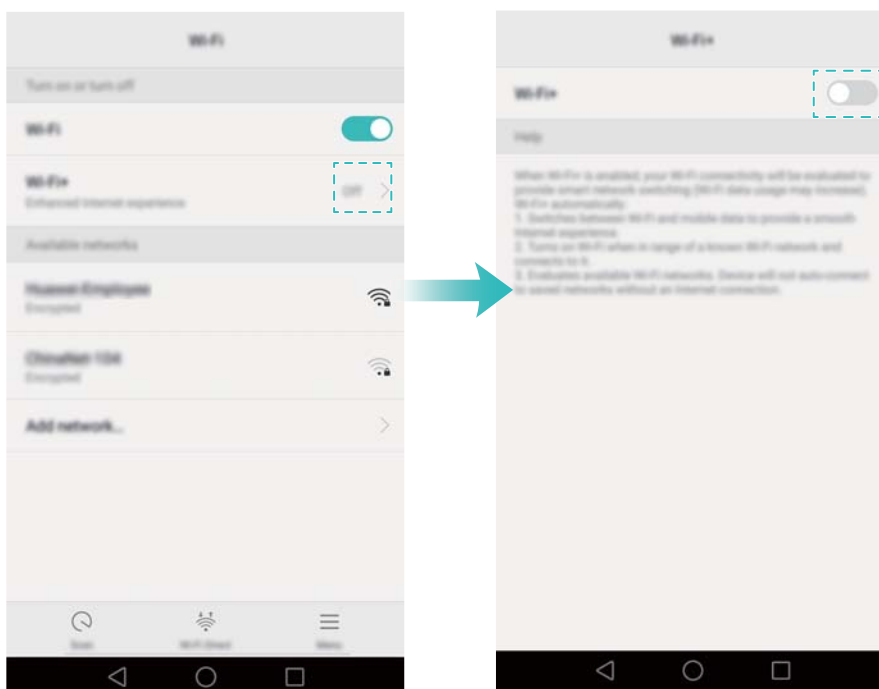 Wi-Fi
Turn on or turn off
Wi-Fi
Wi-Fi+
Enhanced Internet experience
Off
Available networks
Huawei-Employee
Encrypted
ChinaNet-104
Encrypted
Add network...
Scan
Wi-Fi Direct
Menu
Wi-Fi+
Wi-Fi+
Help
When Wi-Fi+ is enabled, your Wi-Fi connectivity will be evaluated to
provide smart network switching (Wi-Fi data usage may increase).
Wi-Fi+ automatically:
1. Switches between Wi-Fi and mobile data to provide a smooth
Internet experience.
2. Turns on Wi-Fi when in range of a known Wi-Fi network and
connects to it.
3. Evaluates available Wi-Fi networks. Device will not auto-connect
to saved networks without an Internet connection.